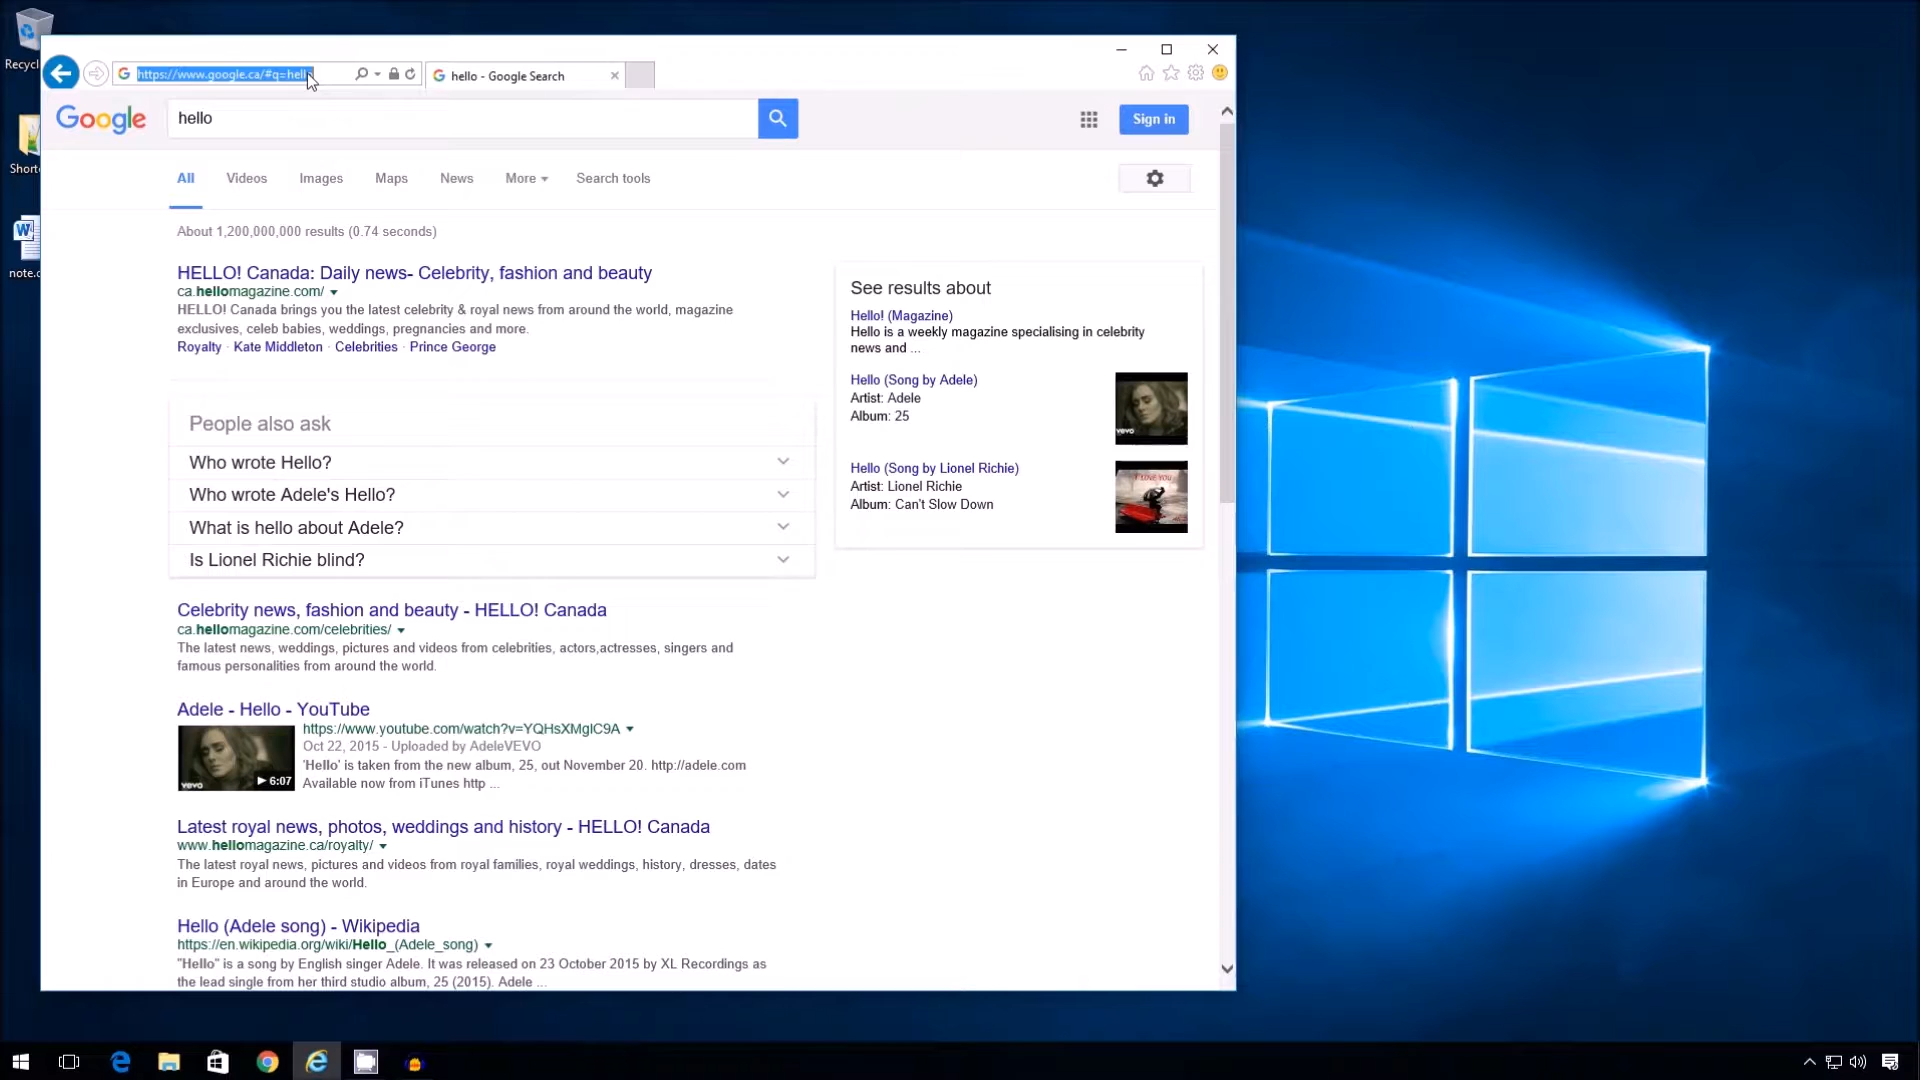 https://www.google.ca/#q=hello
hello - Google Search
Google
hello
Sign in
All
Videos
Images
Maps
News
More
Search tools
About 1,200,000,000 results (0.74 seconds)
HELLO! Canada: Daily news- Celebrity, fashion and beauty
ca.hellomagazine.com/
HELLO! Canada brings you the latest celebrity & royal news from around the world, magazine
exclusives, celeb babies, weddings, pregnancies and more.
Royalty · Kate Middleton · Celebrities · Prince George
People also ask
Who wrote Hello?
Who wrote Adele's Hello?
What is hello about Adele?
Is Lionel Richie blind?
Celebrity news, fashion and beauty - HELLO! Canada
ca.hellomagazine.com/celebrities/
The latest news, weddings, pictures and videos from celebrities, actors,actresses, singers and
famous personalities from around the world.
Adele - Hello - YouTube
https://www.youtube.com/watch?v=YQHsXMglC9A
Oct 22, 2015 - Uploaded by AdeleVEVO
'Hello' is taken from the new album, 25, out November 20. http://adele.com
Available now from iTunes http ...
vevo
6:07
Latest royal news, photos, weddings and history - HELLO! Canada
www.hellomagazine.ca/royalty/
The latest royal news, pictures and videos from royal families, royal weddings, history, dresses, dates
in Europe and around the world.
Hello (Adele song) - Wikipedia
https://en.wikipedia.org/wiki/Hello_(Adele_song)
"Hello" is a song by English singer Adele. It was released on 23 October 2015 by XL Recordings as
the lead single from her third studio album, 25 (2015). Adele ...
See results about
Hello! (Magazine)
Hello is a weekly magazine specialising in celebrity
news and ...
Hello (Song by Adele)
Artist: Adele
Album: 25
vevo
Hello (Song by Lionel Richie)
Artist: Lionel Richie
Album: Can't Slow Down
I LOVE YOU
Recycl
Short
note.